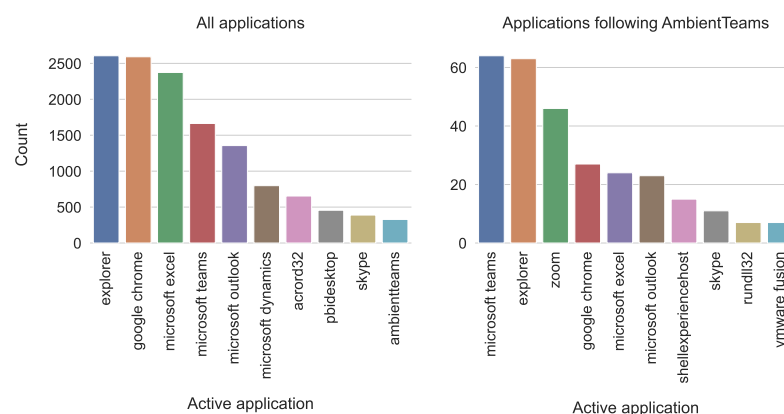 All applications
Count
2500
2000
1500
1000
500
0
explorer
google chrome
microsoft excel
microsoft teams
microsoft outlook
microsoft dynamics
acrord32
pbidesktop
skype
ambientteams
Active application
Applications following AmbientTeams
60
40
20
0
microsoft teams
explorer
zoom
google chrome
microsoft excel
microsoft outlook
shellexperiencehost
skype
rundll32
vmware fusion
Active application